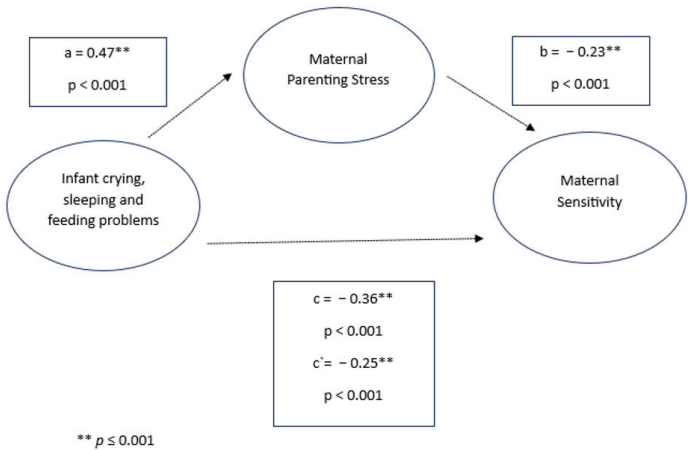 a = 0.47**
p < 0.001
Maternal
Parenting Stress
b = − 0.23**
p < 0.001
Infant crying,
sleeping and
feeding problems
Maternal
Sensitivity
c = − 0.36**
p < 0.001
c`= − 0.25**
p < 0.001
** p ≤ 0.001